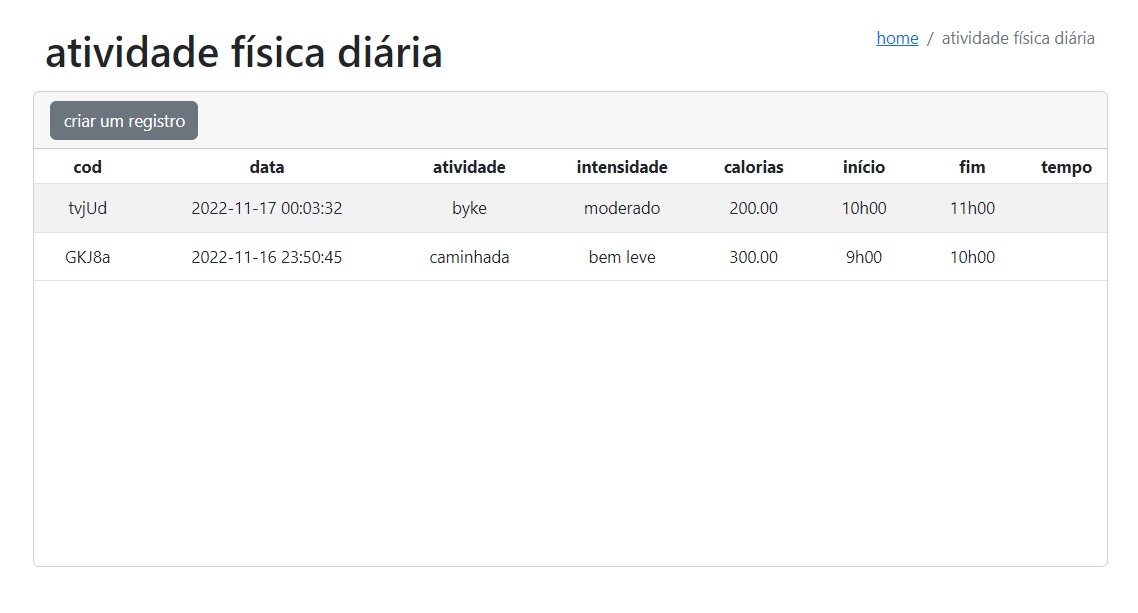 atividade física diária
home / atividade física diária
criar um registro
cod data atividade intensidade calorias início fim tempo
tvjUd 2022-11-17 00:03:32 byke moderado 200.00 10h00 11h00
GKJ8a 2022-11-16 23:50:45 caminhada bem leve 300.00 9h00 10h00